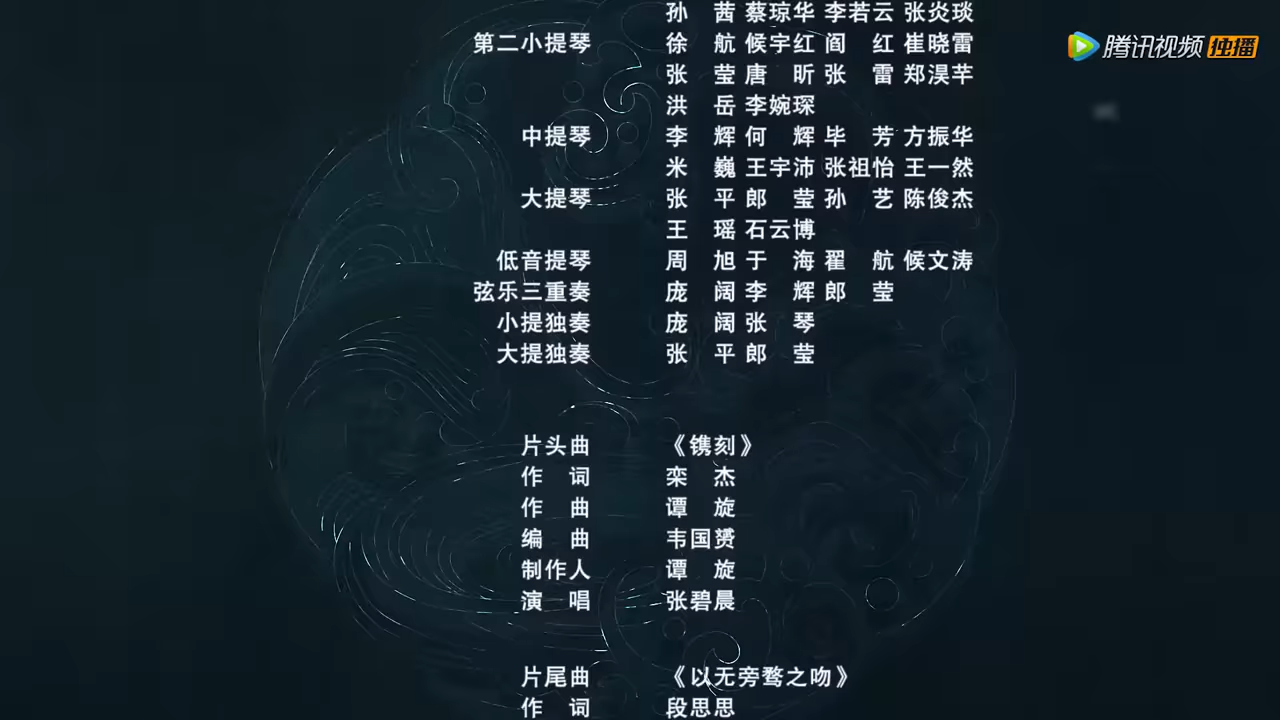 孙 茜 蔡琼华 李若云 张炎琰
第二小提琴 徐 航 候宇红 阎 红 崔晓雷
张 莹 唐 昕 张 雷 郑淏芊
洪 岳 李婉琛
中提琴 李 辉 何 辉 毕 芳 方振华
米 巍 王宇沛 张祖怡 王一然
大提琴 张 平 郎 莹 孙 艺 陈俊杰
王 瑶 石云博
低音提琴 周 旭 于 海 翟 航 候文涛
弦乐三重奏 庞 阔 李 辉 郎 莹
小提独奏 庞 阔 张 琴
大提独奏 张 平 郎 莹
片头曲 《镌刻》
作 词 栾 杰
作 曲 谭 旋
编 曲 韦国赟
制作人 谭 旋
演 唱 张碧晨
片尾曲 《以无旁骛之吻》
作 词 段思思
腾讯视频 独播